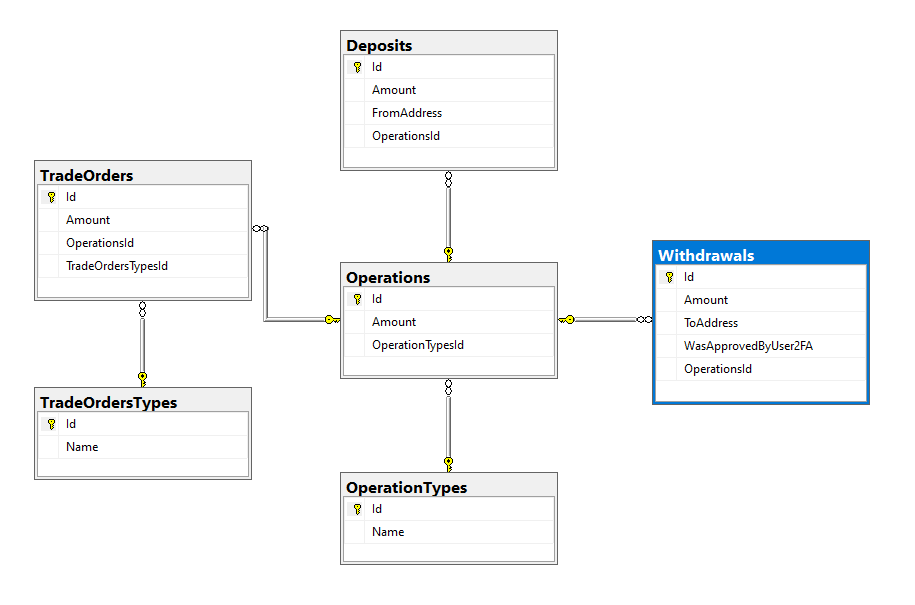 Deposits
Id
Amount
FromAddress
OperationsId
TradeOrders
Id
Amount
OperationsId
TradeOrdersTypesId
Withdrawals
Id
Amount
ToAddress
WasApprovedByUser2FA
OperationsId
Operations
Id
Amount
OperationTypesId
TradeOrdersTypes
Id
Name
OperationTypes
Id
Name